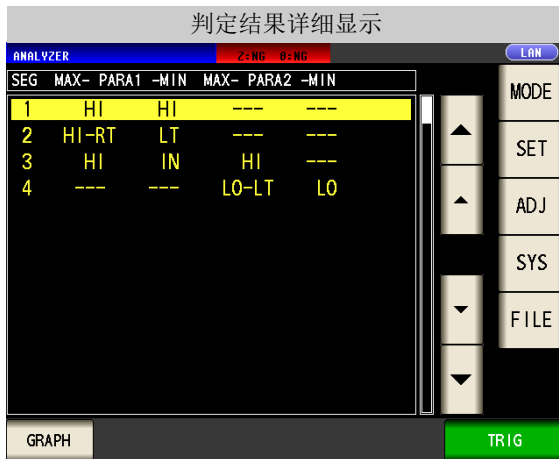 判定结果详细显示
ANALYZER Z:NG θ:NG LAN
SEG MAX- PARA1 -MIN MAX- PARA2 -MIN
1 HI HI --- ---
2 HI-RT LT --- ---
3 HI IN HI ---
4 --- --- LO-LT LO
MODE
SET
ADJ
SYS
FILE
GRAPH
TRIG